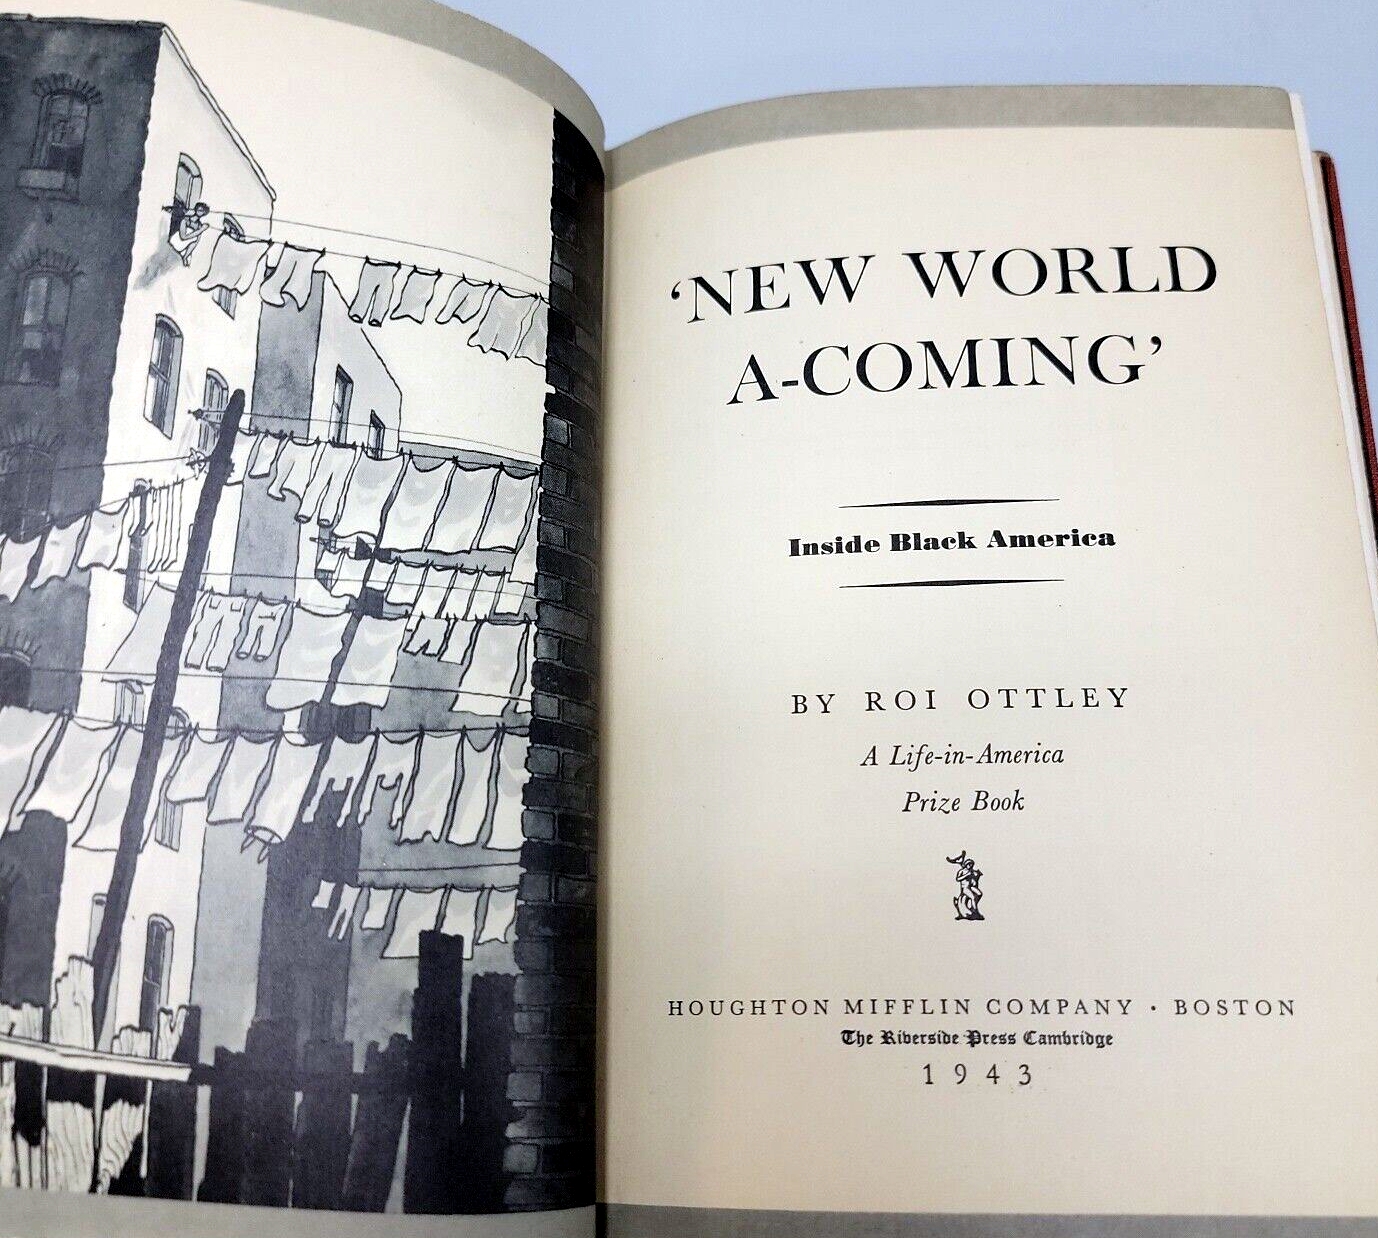 ‘NEW WORLD
A-COMING’
Inside Black America
BY ROI OTTLEY
A Life-in-America
Prize Book
HOUGHTON MIFFLIN COMPANY · BOSTON
The Riverside Press Cambridge
1943